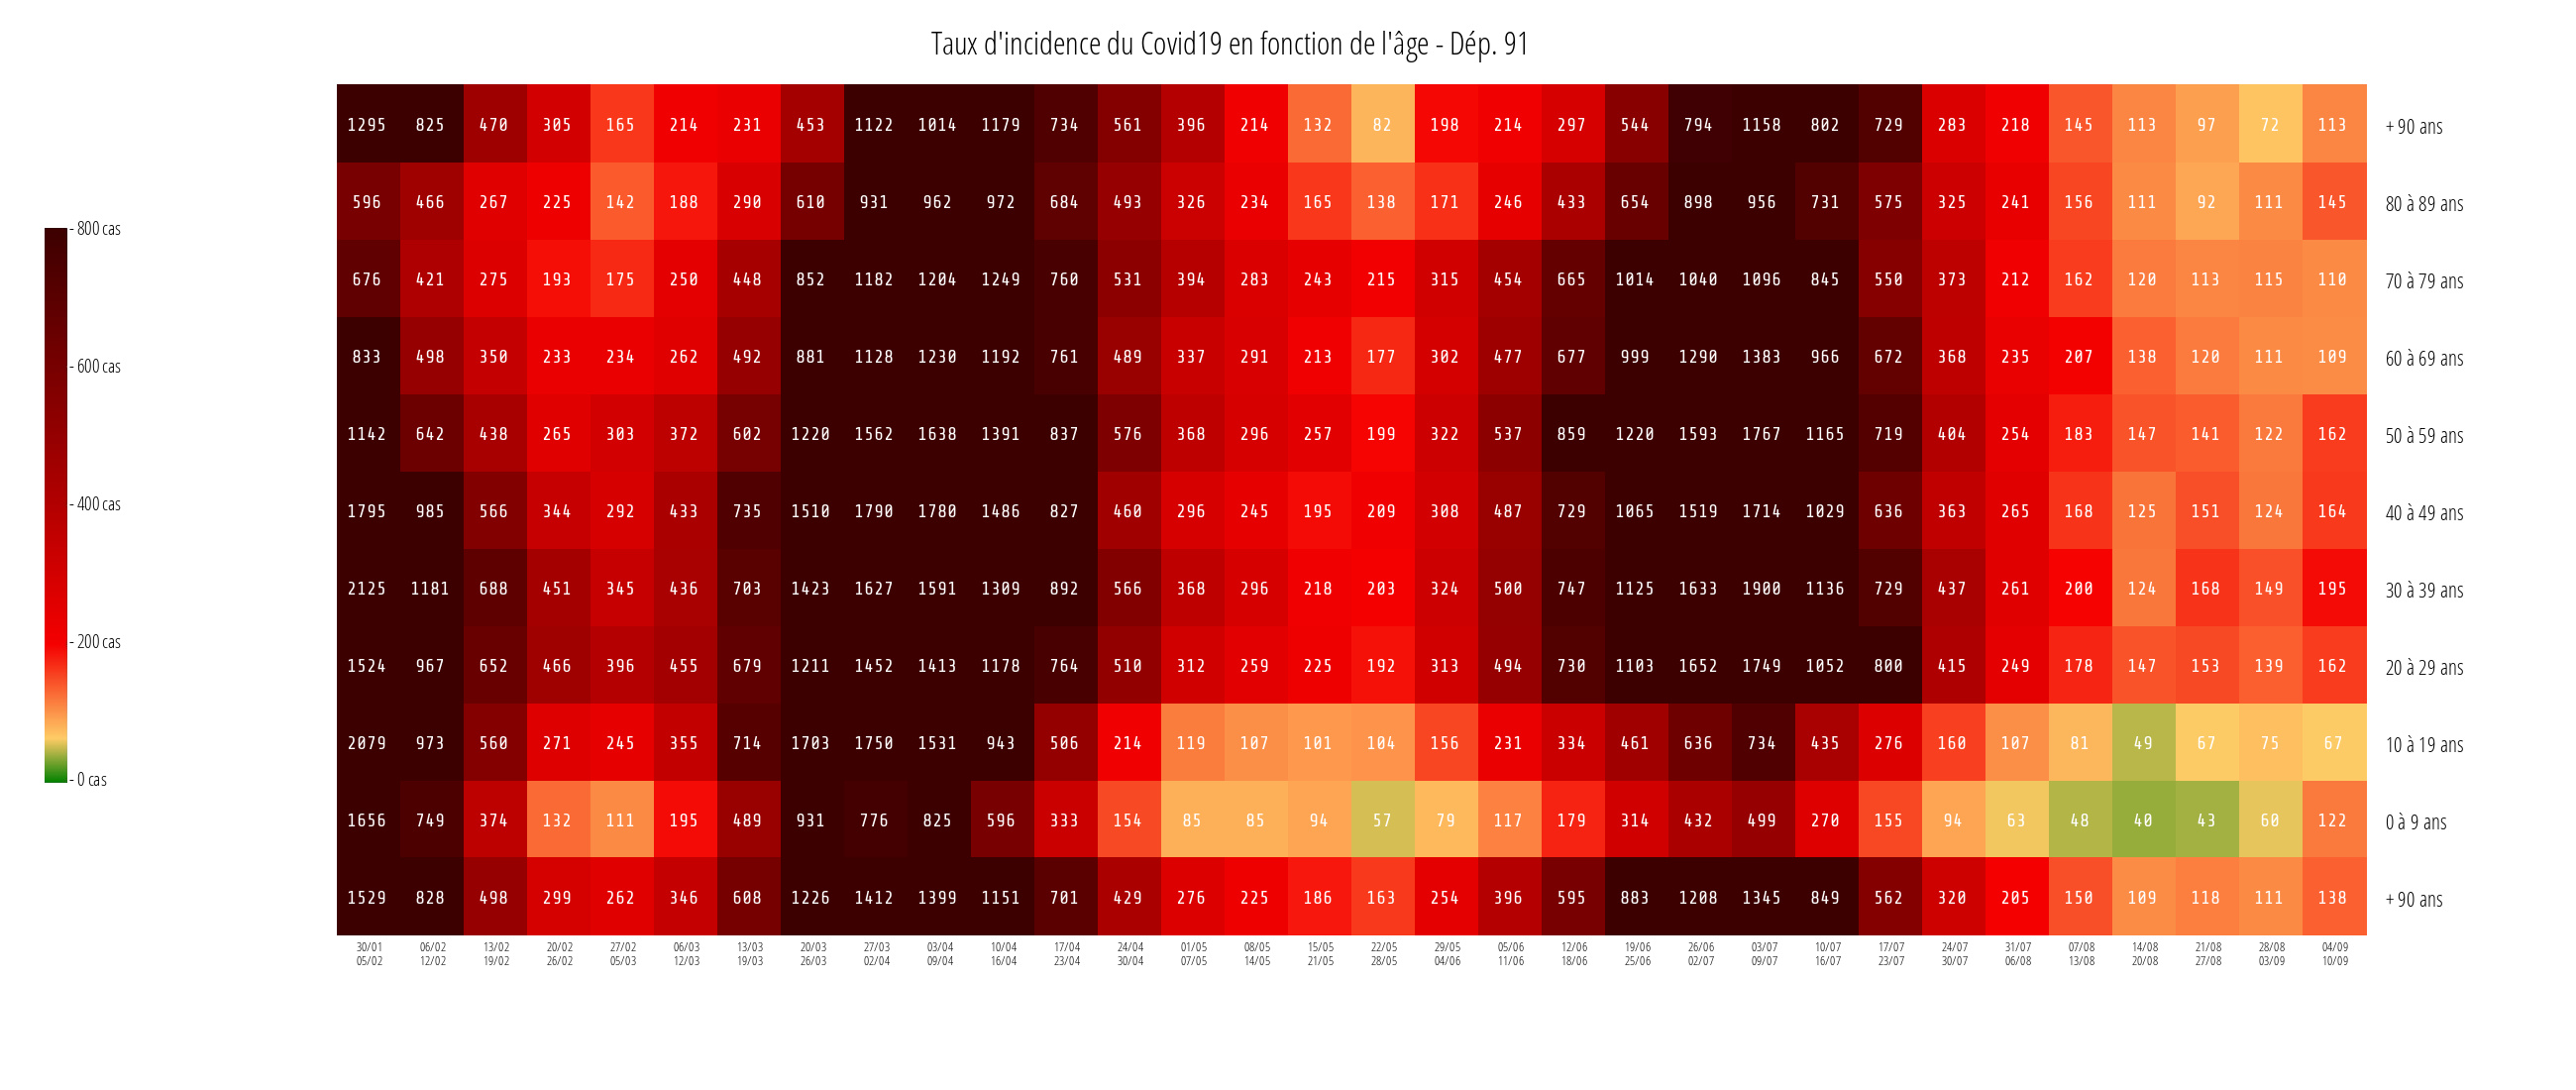 Taux d'incidence du Covid19 en fonction de l'âge - Dép. 91
1295 825 470 305 165 214 231 453 1122 1014 1179 734 561 396 214 132 82 198 214 297 544 794 1158 802 729 283 218 145 113 97 72 113 + 90 ans
596 466 267 225 142 188 290 610 931 962 972 684 493 326 234 165 138 171 246 433 654 898 956 731 575 325 241 156 111 92 111 145 80 à 89 ans
- 800 cas
676 421 275 193 175 250 448 852 1182 1204 1249 760 531 394 283 243 215 315 454 665 1014 1040 1096 845 550 373 212 162 120 113 115 110 70 à 79 ans
833 498 350 233 234 262 492 881 1128 1230 1192 761 489 337 291 213 177 302 477 677 999 1290 1383 966 672 368 235 207 138 120 111 109 60 à 69 ans
- 600 cas
1142 642 438 265 303 372 602 1220 1562 1638 1391 837 576 368 296 257 199 322 537 859 1220 1593 1767 1165 719 404 254 183 147 141 122 162 50 à 59 ans
- 400 cas
1795 985 566 344 292 433 735 1510 1790 1780 1486 827 460 296 245 195 209 308 487 729 1065 1519 1714 1029 636 363 265 168 125 151 124 164 40 à 49 ans
2125 1181 688 451 345 436 703 1423 1627 1591 1309 892 566 368 296 218 203 324 500 747 1125 1633 1900 1136 729 437 261 200 124 168 149 195 30 à 39 ans
- 200 cas
1524 967 652 466 396 455 679 1211 1452 1413 1178 764 510 312 259 225 192 313 494 730 1103 1652 1749 1052 800 415 249 178 147 153 139 162 20 à 29 ans
2079 973 560 271 245 355 714 1703 1750 1531 943 506 214 119 107 101 104 156 231 334 461 636 734 435 276 160 107 81 49 67 75 67 10 à 19 ans
- 0 cas
1656 749 374 132 111 195 489 931 776 825 596 333 154 85 85 94 57 79 117 179 314 432 499 270 155 94 63 48 40 43 60 122 0 à 9 ans
1529 828 498 299 262 346 608 1226 1412 1399 1151 701 429 276 225 186 163 254 396 595 883 1208 1345 849 562 320 205 150 109 118 111 138 + 90 ans
30/01 06/02 13/02 20/02 27/02 06/03 13/03 20/03 27/03 03/04 10/04 17/04 24/04 01/05 08/05 15/05 22/05 29/05 05/06 12/06 19/06 26/06 03/07 10/07 17/07 24/07 31/07 07/08 14/08 21/08 28/08 04/09
05/02 12/02 19/02 26/02 05/03 12/03 19/03 26/03 02/04 09/04 16/04 23/04 30/04 07/05 14/05 21/05 28/05 04/06 11/06 18/06 25/06 02/07 09/07 16/07 23/07 30/07 06/08 13/08 20/08 27/08 03/09 10/09